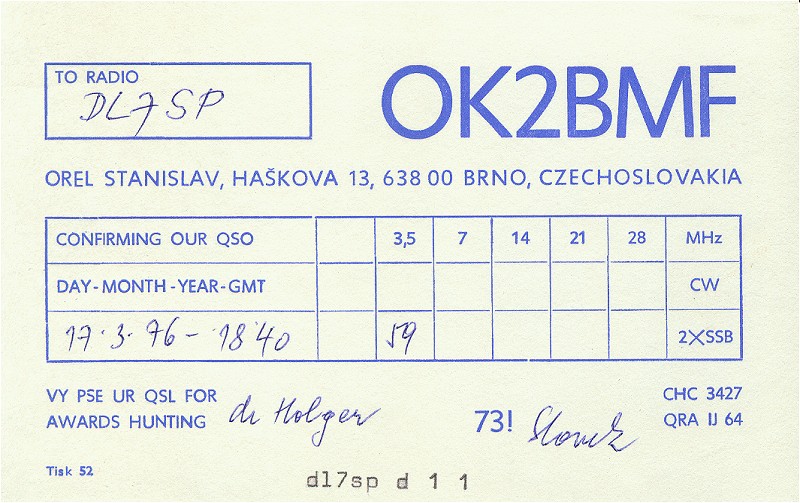 TO RADIO
DL7SP
OK2BMF
OREL STANISLAV, HAŠKOVA 13, 638 00 BRNO, CZECHOSLOVAKIA
CONFIRMING OUR QSO 3,5 7 14 21 28 MHz
DAY-MONTH-YEAR-GMT CW
17·3·76 - 18'40 59 2XSSB
VY PSE UR QSL FOR
AWARDS HUNTING dr Holger 73!
CHC 3427
QRA IJ 64
Tisk 52
dl7sp d 1 1